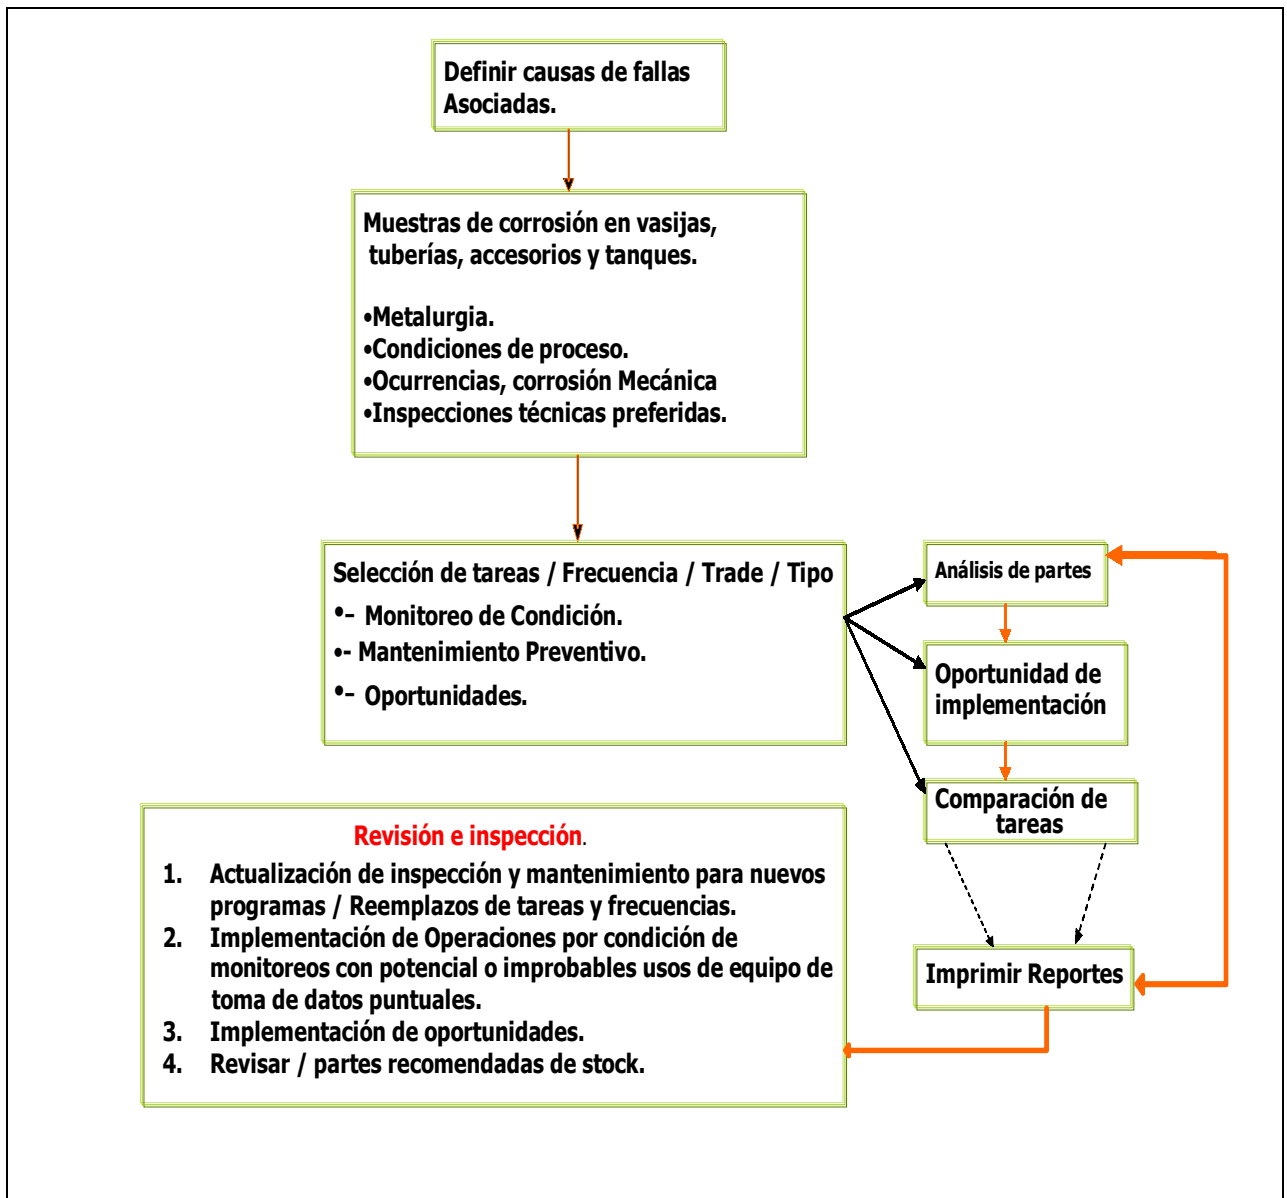 Definir causas de fallas
Asociadas.
Muestras de corrosión en vasijas,
tuberías, accesorios y tanques.
•Metalurgia.
•Condiciones de proceso.
•Ocurrencias, corrosión Mecánica
•Inspecciones técnicas preferidas.
Selección de tareas / Frecuencia / Trade / Tipo
•– Monitoreo de Condición.
•- Mantenimiento Preventivo.
•– Oportunidades.
Análisis de partes
Oportunidad de
implementación
Comparación de
tareas
Imprimir Reportes
Revisión e inspección.
1. Actualización de inspección y mantenimiento para nuevos
programas / Reemplazos de tareas y frecuencias.
2. Implementación de Operaciones por condición de
monitoreos con potencial o improbables usos de equipo de
toma de datos puntuales.
3. Implementación de oportunidades.
4. Revisar / partes recomendadas de stock.